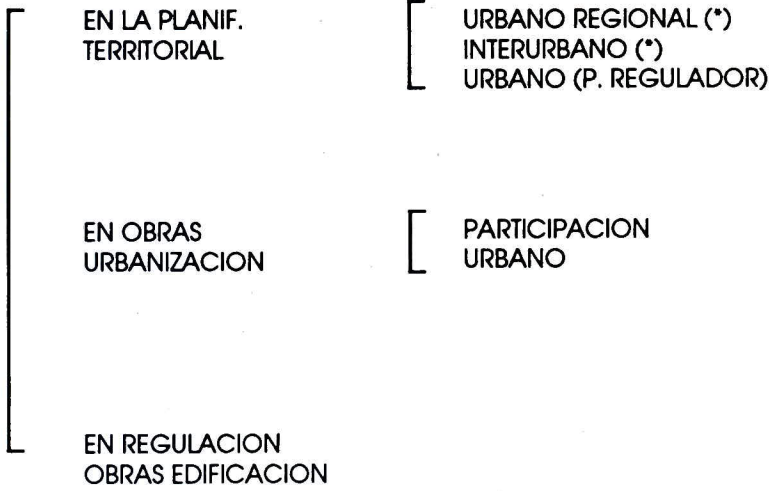 EN LA PLANIF.
TERRITORIAL
URBANO REGIONAL (*)
INTERURBANO (*)
URBANO (P. REGULADOR)
EN OBRAS
URBANIZACION
PARTICIPACION
URBANO
EN REGULACION
OBRAS EDIFICACION